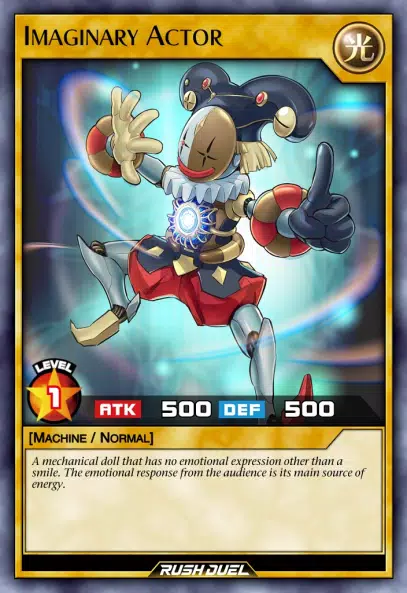 IMAGINARY ACTOR
光
LEVEL
1
ATK 500 DEF 500
[MACHINE / NORMAL]
A mechanical doll that has no emotional expression other than a
smile. The emotional response from the audience is its main source of
energy.
RUSH DUEL